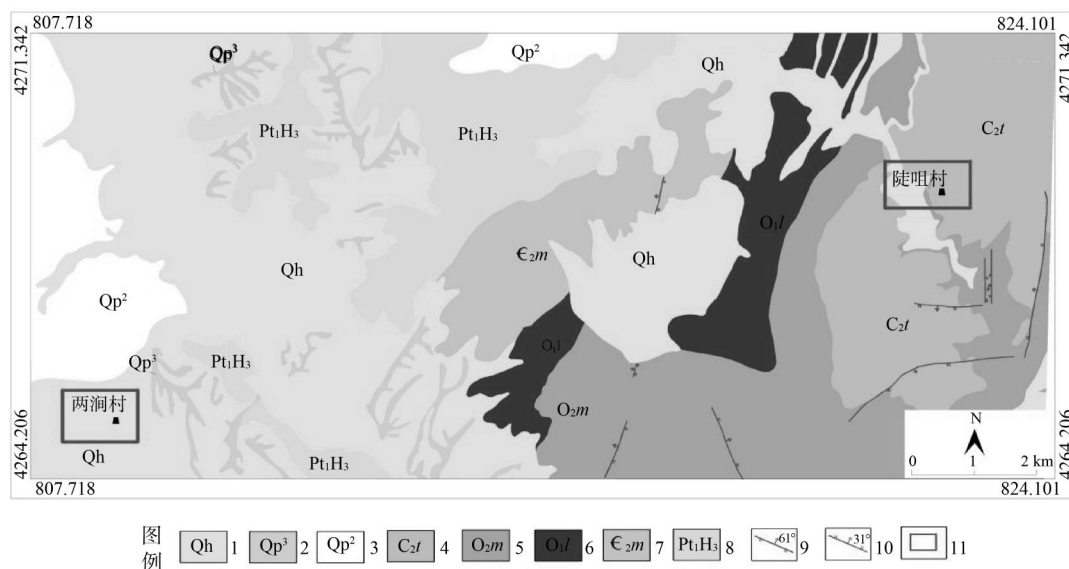 807.718
824.101
4271.342
4271.342
Qp³
Qp²
Qh
Pt₁H₃
Pt₁H₃
C₂t
陡咀村
O₁l
Є₂m
Qh
Qh
Qp²
C₂t
O₁l
Qp³
Pt₁H₃
两涧村
O₂m
Qh
Pt₁H₃
N
0 1 2 km
4264.206
4264.206
807.718
824.101
图例
Qh 1 Qp³ 2 Qp² 3 C₂t 4 O₂m 5 O₁l 6 Є₂m 7 Pt₁H₃ 8 61° 9 31° 10 11